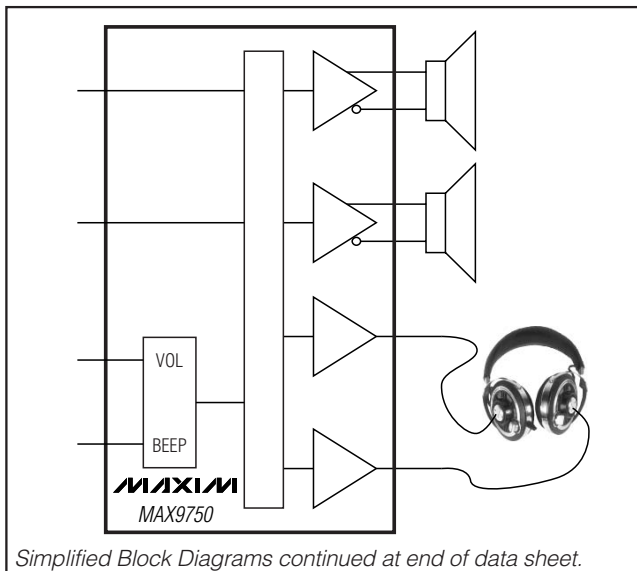 VOL
BEEP
MAXIM
MAX9750
Simplified Block Diagrams continued at end of data sheet.